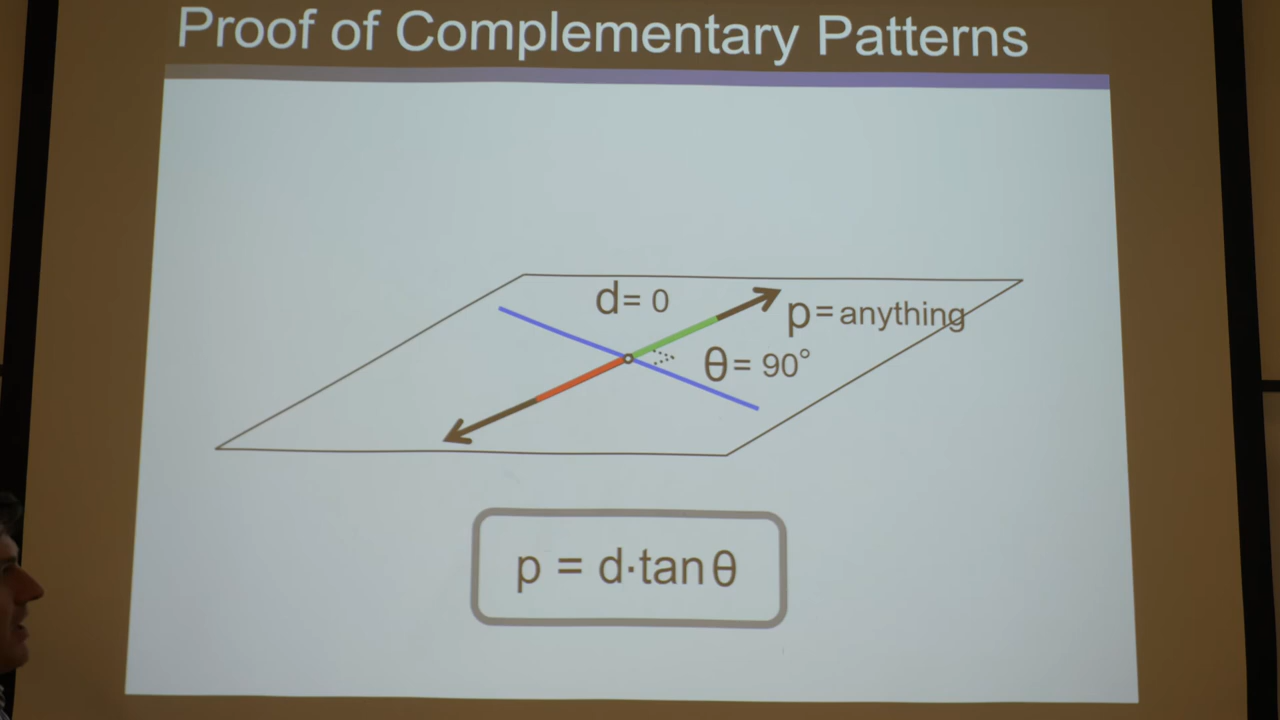 Proof of Complementary Patterns
d= 0
p=anything
θ= 90°
p = d·tanθ